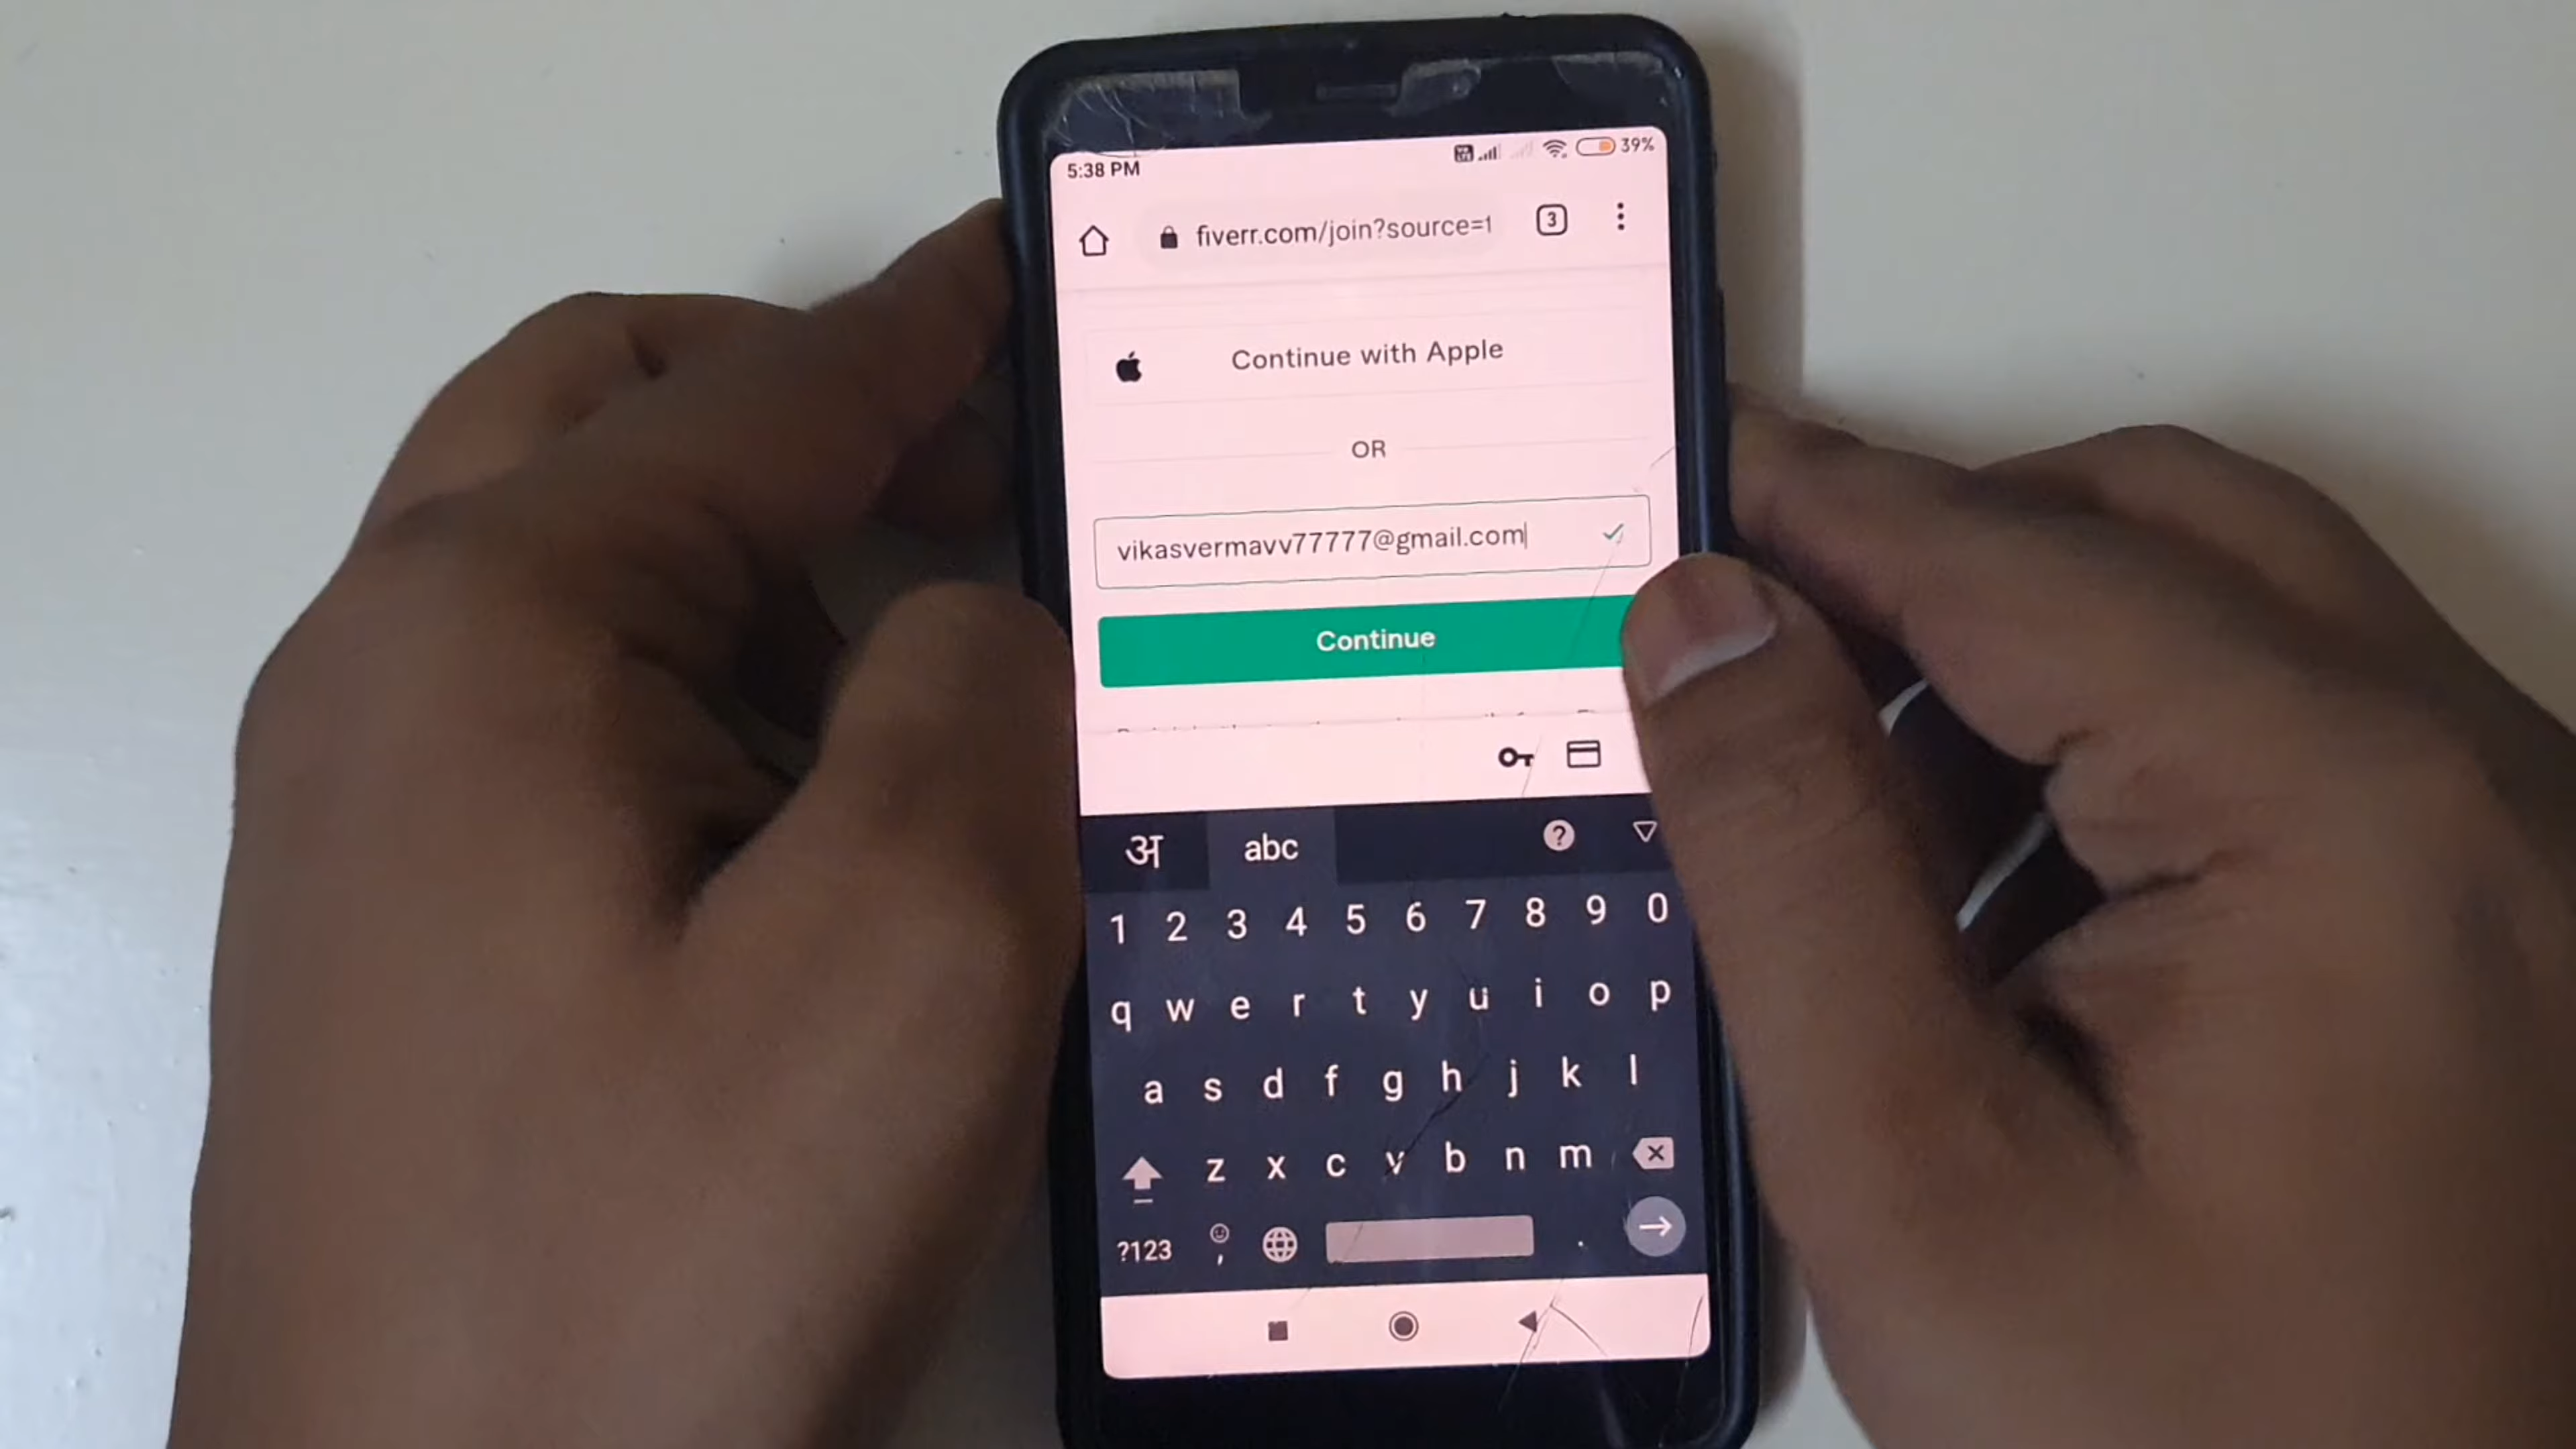 5:38 PM 39%
fiverr.com/join?source=1 3
Continue with Apple
OR
vikasvermavv77777@gmail.com
Continue
अ abc ?
1 2 3 4 5 6 7 8 9 0
q w e r t y u i o p
a s d f g h j k l
z x c v b n m
?123 , .